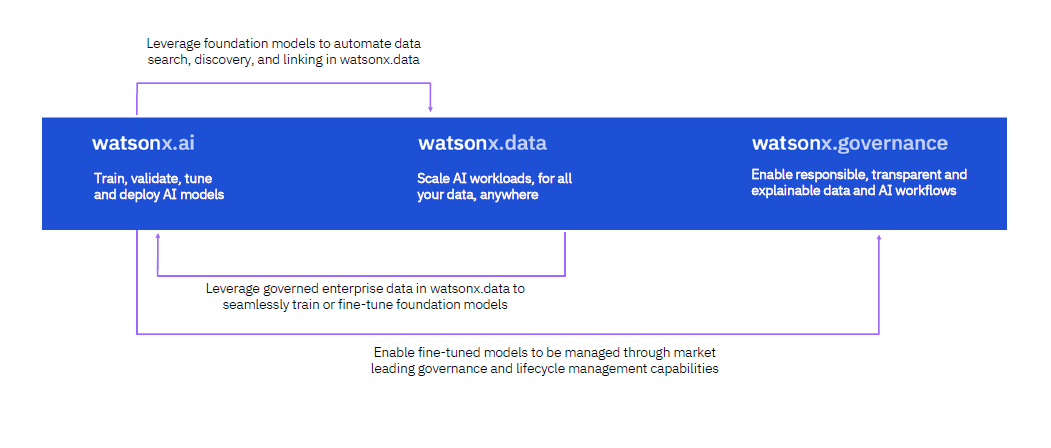 Leverage foundation models to automate data
search, discovery, and linking in watsonx.data
watsonx.ai
Train, validate, tune
and deploy AI models
watsonx.data
Scale AI workloads, for all
your data, anywhere
watsonx.governance
Enable responsible, transparent and
explainable data and AI workflows
Leverage governed enterprise data in watsonx.data to
seamlessly train or fine-tune foundation models
Enable fine-tuned models to be managed through market
leading governance and lifecycle management capabilities